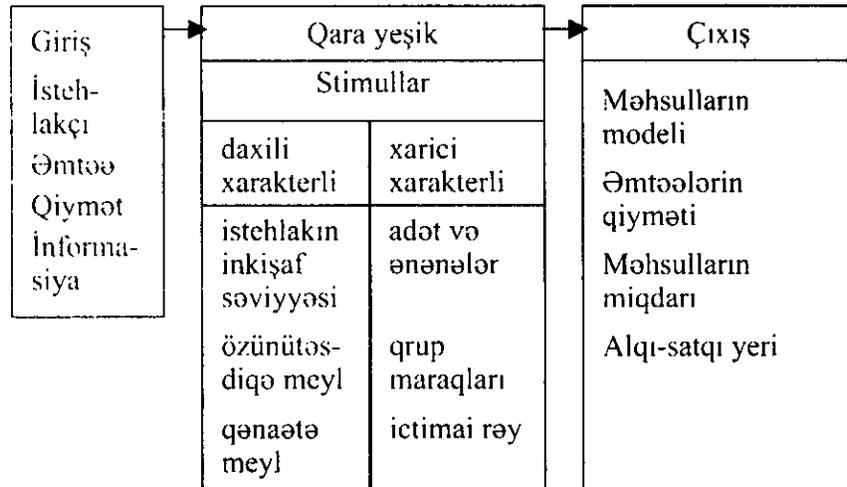 Giriş
İsteh-
lakçı
Əmtəə
Qiymət
İnforma-
siya
Qara yeşik
Stimullar
daxili
xarakterli
xarici
xarakterli
istehlakın
inkişaf
səviyyəsi
adət və
ənənələr
özünütəs-
diqə meyl
qrup
maraqları
qənaətə
meyl
ictimai rəy
Çıxış
Məhsulların
modeli
Əmtəələrin
qiyməti
Məhsulların
miqdarı
Alqı-satqı yeri